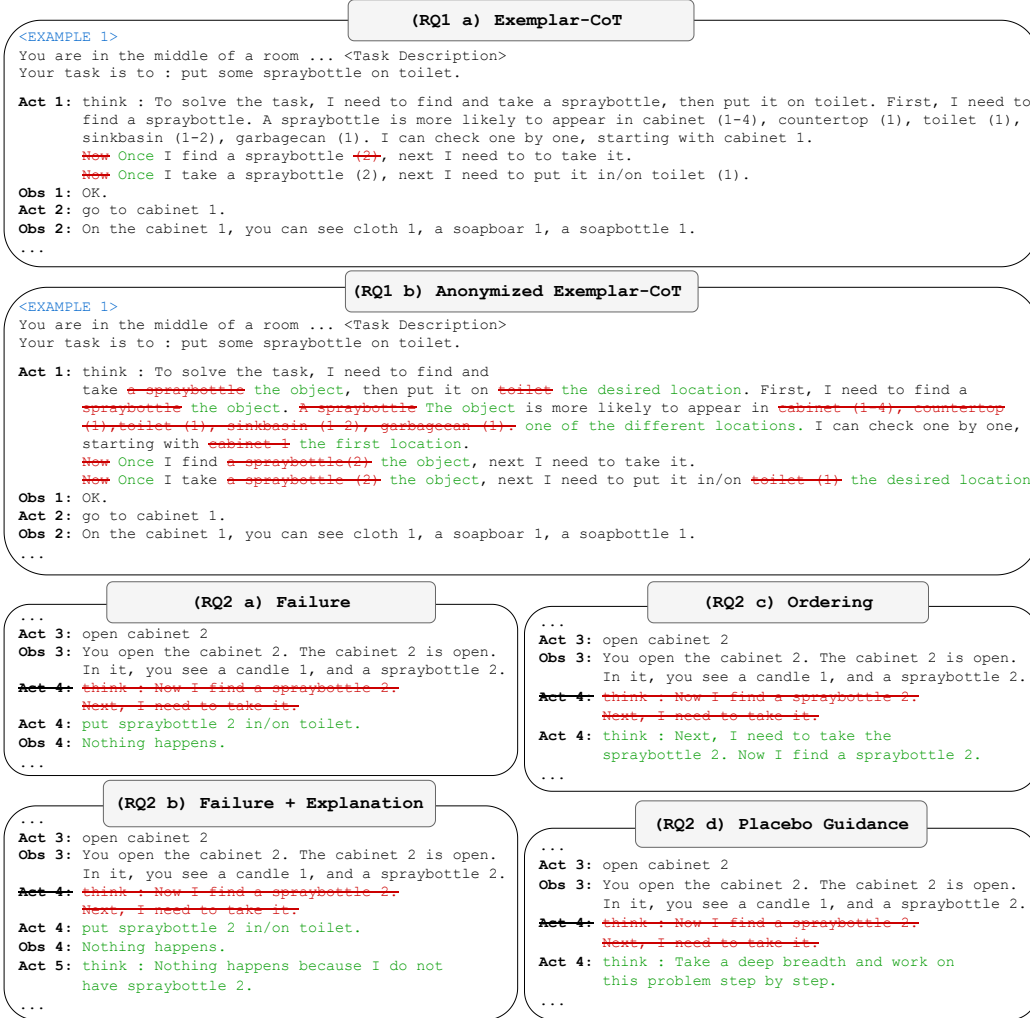 (RQ1 a) Exemplar-CoT
<EXAMPLE 1>
You are in the middle of a room ... <Task Description>
Your task is to : put some spraybottle on toilet.
Act 1: think : To solve the task, I need to find and take a spraybottle, then put it on toilet. First, I need to
find a spraybottle. A spraybottle is more likely to appear in cabinet (1-4), countertop (1), toilet (1),
sinkbasin (1-2), garbagecan (1). I can check one by one, starting with cabinet 1.
Now Once I find a spraybottle (2), next I need to to take it.
Now Once I take a spraybottle (2), next I need to put it in/on toilet (1).
Obs 1: OK.
Act 2: go to cabinet 1.
Obs 2: On the cabinet 1, you can see cloth 1, a soapboar 1, a soapbottle 1.
...
(RQ1 b) Anonymized Exemplar-CoT
<EXAMPLE 1>
You are in the middle of a room ... <Task Description>
Your task is to : put some spraybottle on toilet.
Act 1: think : To solve the task, I need to find and
take a spraybottle the object, then put it on toilet the desired location. First, I need to find a
spraybottle the object. A spraybottle The object is more likely to appear in cabinet (1-4), countertop
(1),toilet (1), sinkbasin (1-2), garbagecan (1). one of the different locations. I can check one by one,
starting with cabinet 1 the first location.
Now Once I find a spraybottle(2) the object, next I need to take it.
Now Once I take a spraybottle (2) the object, next I need to put it in/on toilet (1) the desired location
Obs 1: OK.
Act 2: go to cabinet 1.
Obs 2: On the cabinet 1, you can see cloth 1, a soapboar 1, a soapbottle 1.
...
(RQ2 a) Failure
...
Act 3: open cabinet 2
Obs 3: You open the cabinet 2. The cabinet 2 is open.
In it, you see a candle 1, and a spraybottle 2.
Act 4: think : Now I find a spraybottle 2.
Next, I need to take it.
Act 4: put spraybottle 2 in/on toilet.
Obs 4: Nothing happens.
...
(RQ2 c) Ordering
...
Act 3: open cabinet 2
Obs 3: You open the cabinet 2. The cabinet 2 is open.
In it, you see a candle 1, and a spraybottle 2.
Act 4: think : Now I find a spraybottle 2.
Next, I need to take it.
Act 4: think : Next, I need to take the
spraybottle 2. Now I find a spraybottle 2.
...
(RQ2 b) Failure + Explanation
...
Act 3: open cabinet 2
Obs 3: You open the cabinet 2. The cabinet 2 is open.
In it, you see a candle 1, and a spraybottle 2.
Act 4: think : Now I find a spraybottle 2.
Next, I need to take it.
Act 4: put spraybottle 2 in/on toilet.
Obs 4: Nothing happens.
Act 5: think : Nothing happens because I do not
have spraybottle 2.
...
(RQ2 d) Placebo Guidance
...
Act 3: open cabinet 2
Obs 3: You open the cabinet 2. The cabinet 2 is open.
In it, you see a candle 1, and a spraybottle 2.
Act 4: think : Now I find a spraybottle 2.
Next, I need to take it.
Act 4: think : Take a deep breadth and work on
this problem step by step.
...